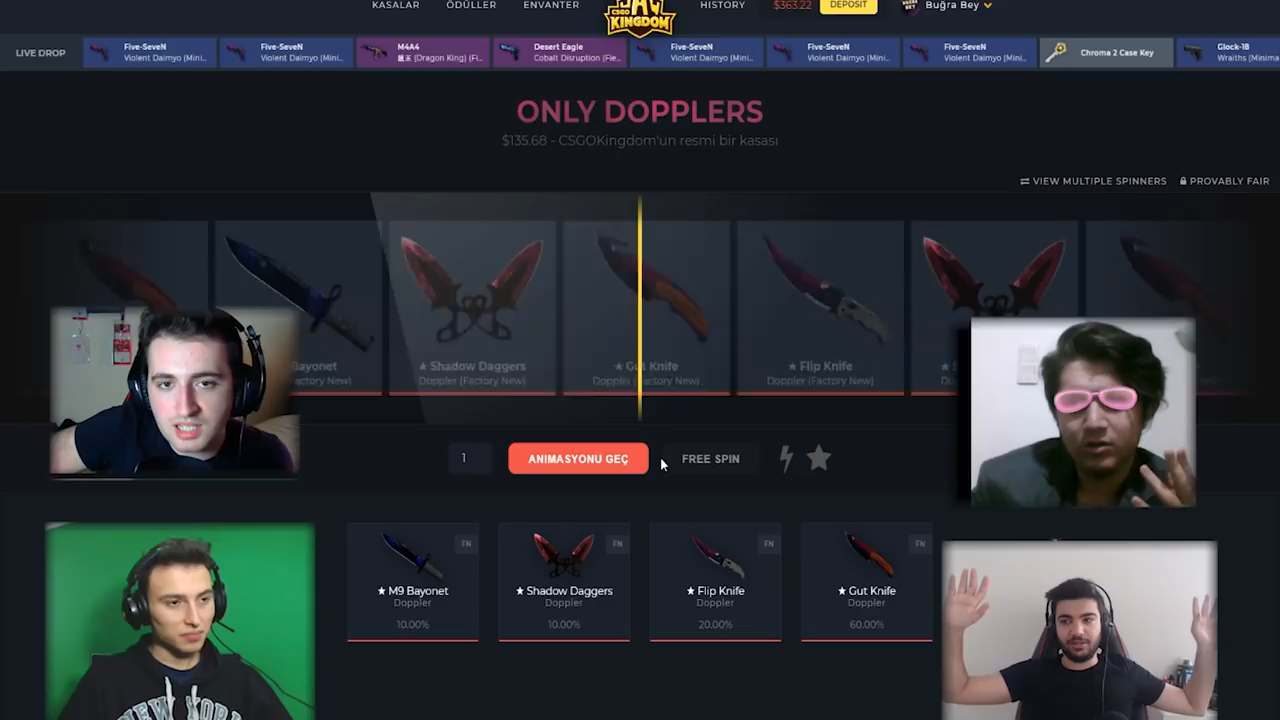 KASALAR
ÖDÜLLER
ENVANTER
CSGO
KINGDOM
HISTORY
$363.22
DEPOSIT
Buğra Bey
LIVE DROP
Five-SeveN
Violent Daimyo (Mini..
Five-SeveN
Violent Daimyo (Mini..
M4A4
龍王 (Dragon King) (Fi..
Desert Eagle
Cobalt Disruption (Fie..
Five-SeveN
Violent Daimyo (Mini..
Five-SeveN
Violent Daimyo (Mini..
Five-SeveN
Violent Daimyo (Mini..
Chroma 2 Case Key
Glock-18
Wraiths (Minima
ONLY DOPPLERS
$135.68 - CSGOKingdom'un resmi bir kasası
VIEW MULTIPLE SPINNERS
PROVABLY FAIR
Bayonet
actory New)
★ Shadow Daggers
Doppler (Factory New)
★ Gut Knife
Doppler (Factory New)
★ Flip Knife
Doppler (Factory New)
1
ANIMASYONU GEÇ
FREE SPIN
FN
★ M9 Bayonet
Doppler
10.00%
FN
★ Shadow Daggers
Doppler
10.00%
FN
★ Flip Knife
Doppler
20.00%
FN
★ Gut Knife
Doppler
60.00%
NEW YORK